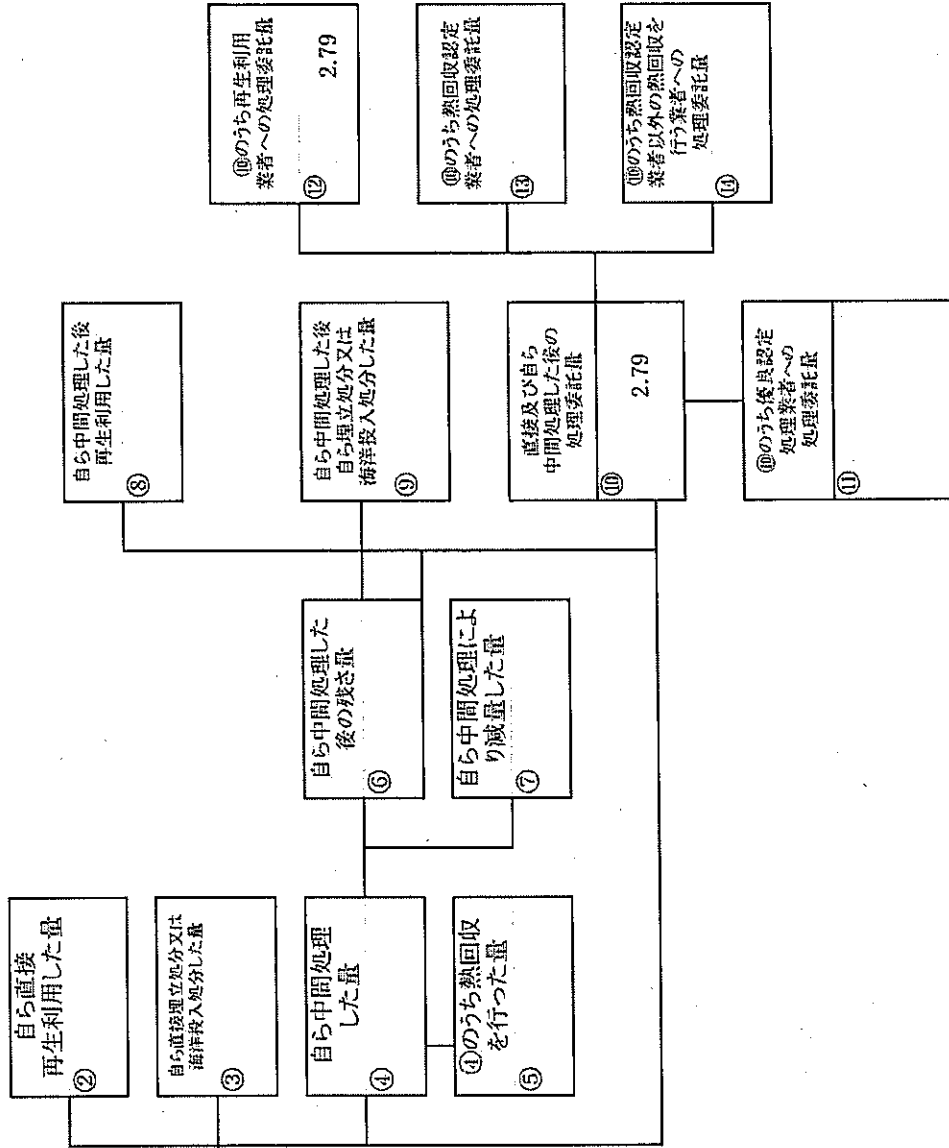 自ら直接
再生利用した量
②
自ら直接埋立処分又は
海洋投入処分した量
③
自ら中間処理
した量
④
④のうち熱回収
を行った量
⑤
自ら中間処理した
後の残さ量
⑥
自ら中間処理によ
り減量した量
⑦
自ら中間処理した後
再生利用した量
⑧
自ら中間処理した後
自ら埋立処分又は
海洋投入処分した量
⑨
直接及び自ら
中間処理した後の
処理委託量
⑩
2.79
⑩のうち優良認定
処理業者への
処理委託量
⑪
⑩のうち再生利用
業者への処理委託量
⑫
2.79
⑩のうち熱回収認定
業者への処理委託量
⑬
⑩のうち熱回収認定
業者以外の熱回収を
行う業者への
処理委託量
⑭